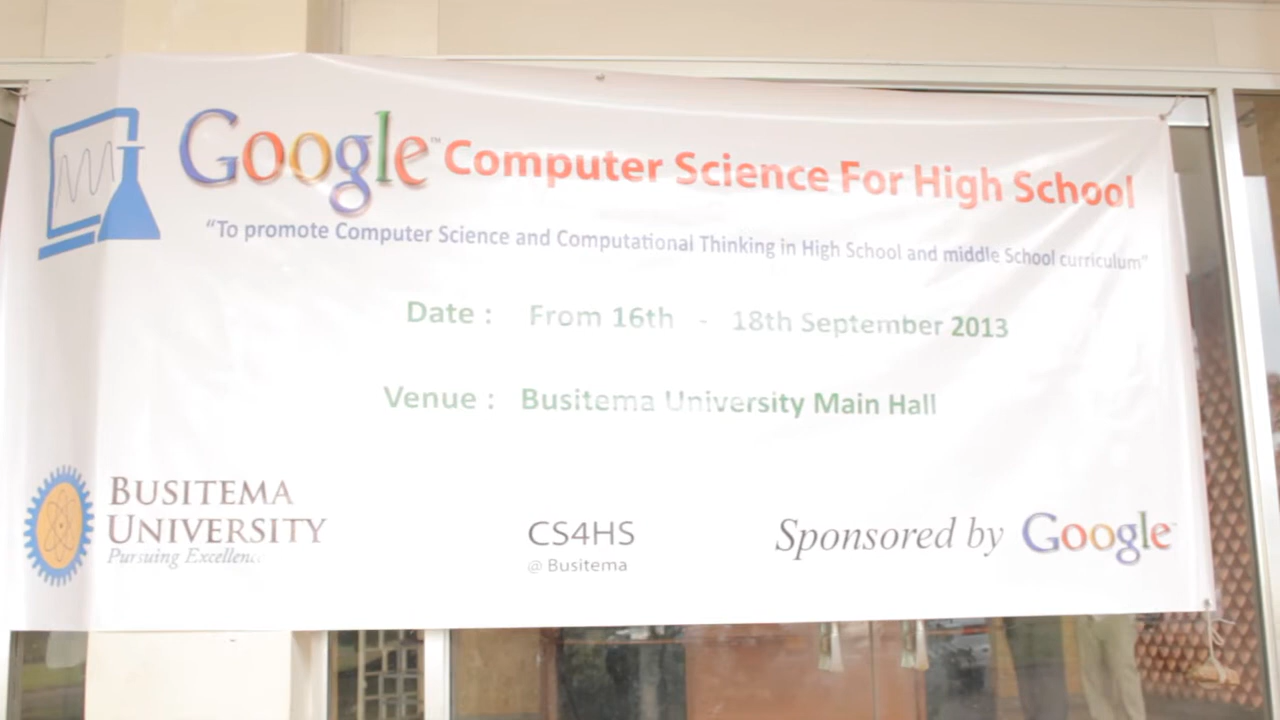 Google™ Computer Science For High School
“To promote Computer Science and Computational Thinking in High School and middle School curriculum”
Date : From 16th - 18th September 2013
Venue : Busitema University Main Hall
BUSITEMA
UNIVERSITY
Pursuing Excellence
CS4HS
@ Busitema
Sponsored by Google™